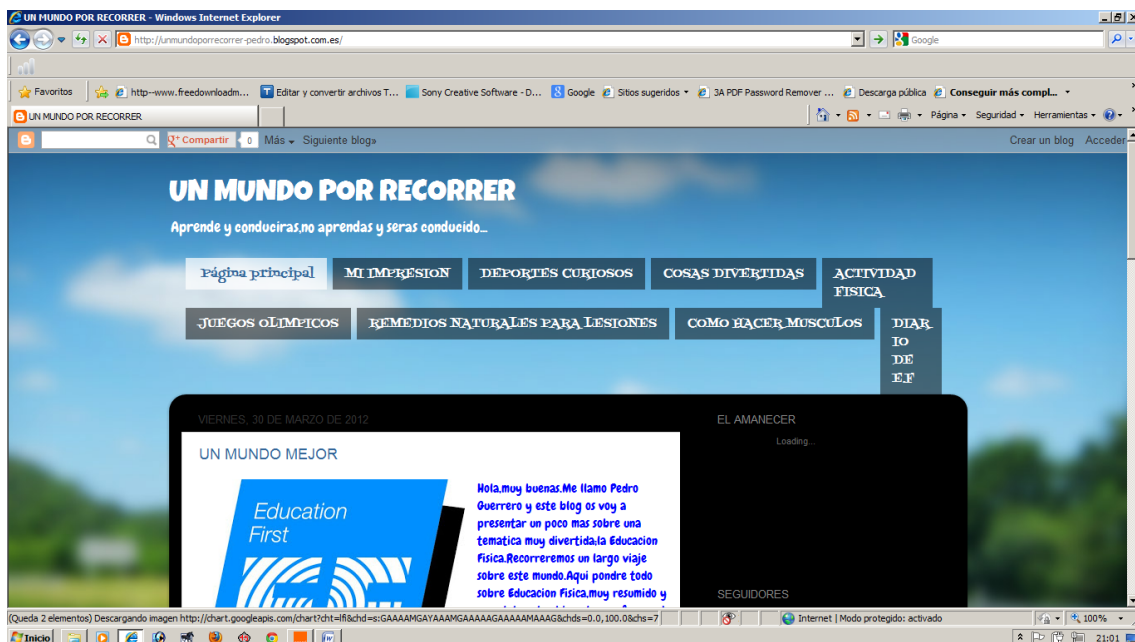 UN MUNDO POR RECORRER - Windows Internet Explorer
http://unmundoporrecorrer-pedro.blogspot.com.es/
Google
Favoritos http--www.freedownloadm... Editar y convertir archivos T... Sony Creative Software - D... Google Sitios sugeridos 3A PDF Password Remover ... Descarga pública Conseguir más compl...
UN MUNDO POR RECORRER
Página Seguridad Herramientas
Compartir 0 Más Siguiente blog» Crear un blog Acceder
UN MUNDO POR RECORRER
Aprende y conduciras,no aprendas y seras conducido...
Página principal MI IMPRESION DEPORTES CURIOSOS COSAS DIVERTIDAS ACTIVIDAD
FISICA
JUEGOS OLIMPICOS REMEDIOS NATURALES PARA LESIONES COMO HACER MUSCULOS DIAR
IO
DE
E.F
VIERNES, 30 DE MARZO DE 2012
UN MUNDO MEJOR
Education
First
Hola,muy buenas.Me llamo Pedro
Guerrero y este blog os voy a
presentar un poco mas sobre una
tematica muy divertida;la Educacion
Fisica.Recorreremos un largo viaje
sobre este mundo.Aqui pondre todo
sobre Educacion Fisica,muy resumido y
EL AMANECER
Loading...
SEGUIDORES
(Queda 2 elementos) Descargando imagen http://chart.googleapis.com/chart?cht=lfi&chd=s:GAAAAMGAYAAAMGAAAAAGAAAAAMAAAG&chds=0.0,100.0&chs=7 Internet | Modo protegido: activado 100%
Inicio 21:01